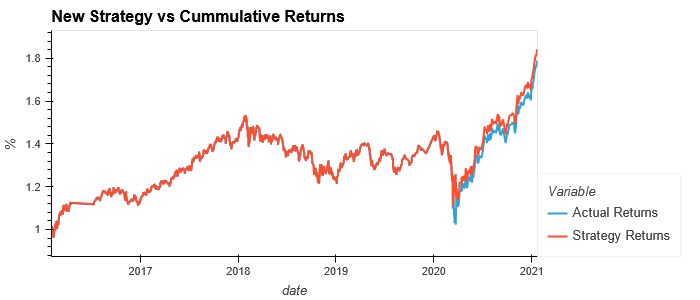 New Strategy vs Cummulative Returns
1.8
1.6
1.4
1.2
1
%
2017
2018
2019
2020
2021
date
Variable
Actual Returns
Strategy Returns